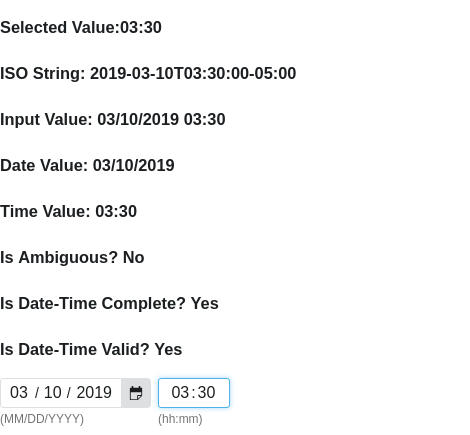 Selected Value:03:30
ISO String: 2019-03-10T03:30:00-05:00
Input Value: 03/10/2019 03:30
Date Value: 03/10/2019
Time Value: 03:30
Is Ambiguous? No
Is Date-Time Complete? Yes
Is Date-Time Valid? Yes
03 / 10 / 2019 03:30
(MM/DD/YYYY) (hh:mm)